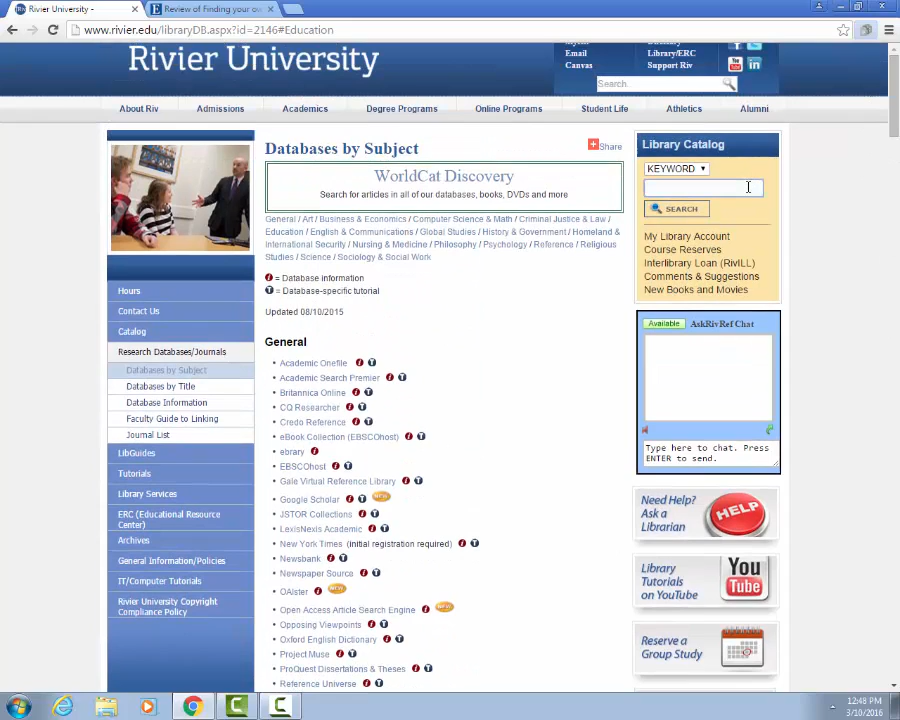 Rivier University -
Review of Finding your own
www.rivier.edu/libraryDB.aspx?id=2146#Education
Rivier University
Email
Library/ERC
Canvas
Support Riv
Search.
About Riv
Admissions
Academics
Degree Programs
Online Programs
Student Life
Athletics
Alumni
Hours
Contact Us
Catalog
Research Databases/Journals
Databases by Subject
Databases by Title
Database Information
Faculty Guide to Linking
Journal List
LibGuides
Tutorials
Library Services
ERC (Educational Resource
Center)
Archives
General Information/Policies
IT/Computer Tutorials
Rivier University Copyright
Compliance Policy
Databases by Subject
Share
WorldCat Discovery
Search for articles in all of our databases, books, DVDs and more
General / Art / Business & Economics / Computer Science & Math / Criminal Justice & Law /
Education / English & Communications / Global Studies / History & Government / Homeland &
International Security / Nursing & Medicine / Philosophy / Psychology / Reference / Religious
Studies / Science / Sociology & Social Work
i = Database information
T = Database-specific tutorial
Updated 08/10/2015
General
• Academic Onefile i T
• Academic Search Premier i T
• Britannica Online i T
• CQ Researcher i T
• Credo Reference i T
• eBook Collection (EBSCOhost) i T
• ebrary i
• EBSCOhost i T
• Gale Virtual Reference Library i T
• Google Scholar i T NEW
• JSTOR Collections i T
• LexisNexis Academic i T
• New York Times (initial registration required) i T
• Newsbank i T
• Newspaper Source i T
• OAIster i NEW
• Open Access Article Search Engine i NEW
• Opposing Viewpoints i T
• Oxford English Dictionary i T
• Project Muse i T
• ProQuest Dissertations & Theses i T
• Reference Universe i T
Library Catalog
KEYWORD
SEARCH
My Library Account
Course Reserves
Interlibrary Loan (RivILL)
Comments & Suggestions
New Books and Movies
Available AskRivRef Chat
Type here to chat. Press
ENTER to send.
Need Help?
Ask a
Librarian
HELP
Library
Tutorials
on YouTube
You
Tube
Reserve a
Group Study
12:48 PM
3/10/2016